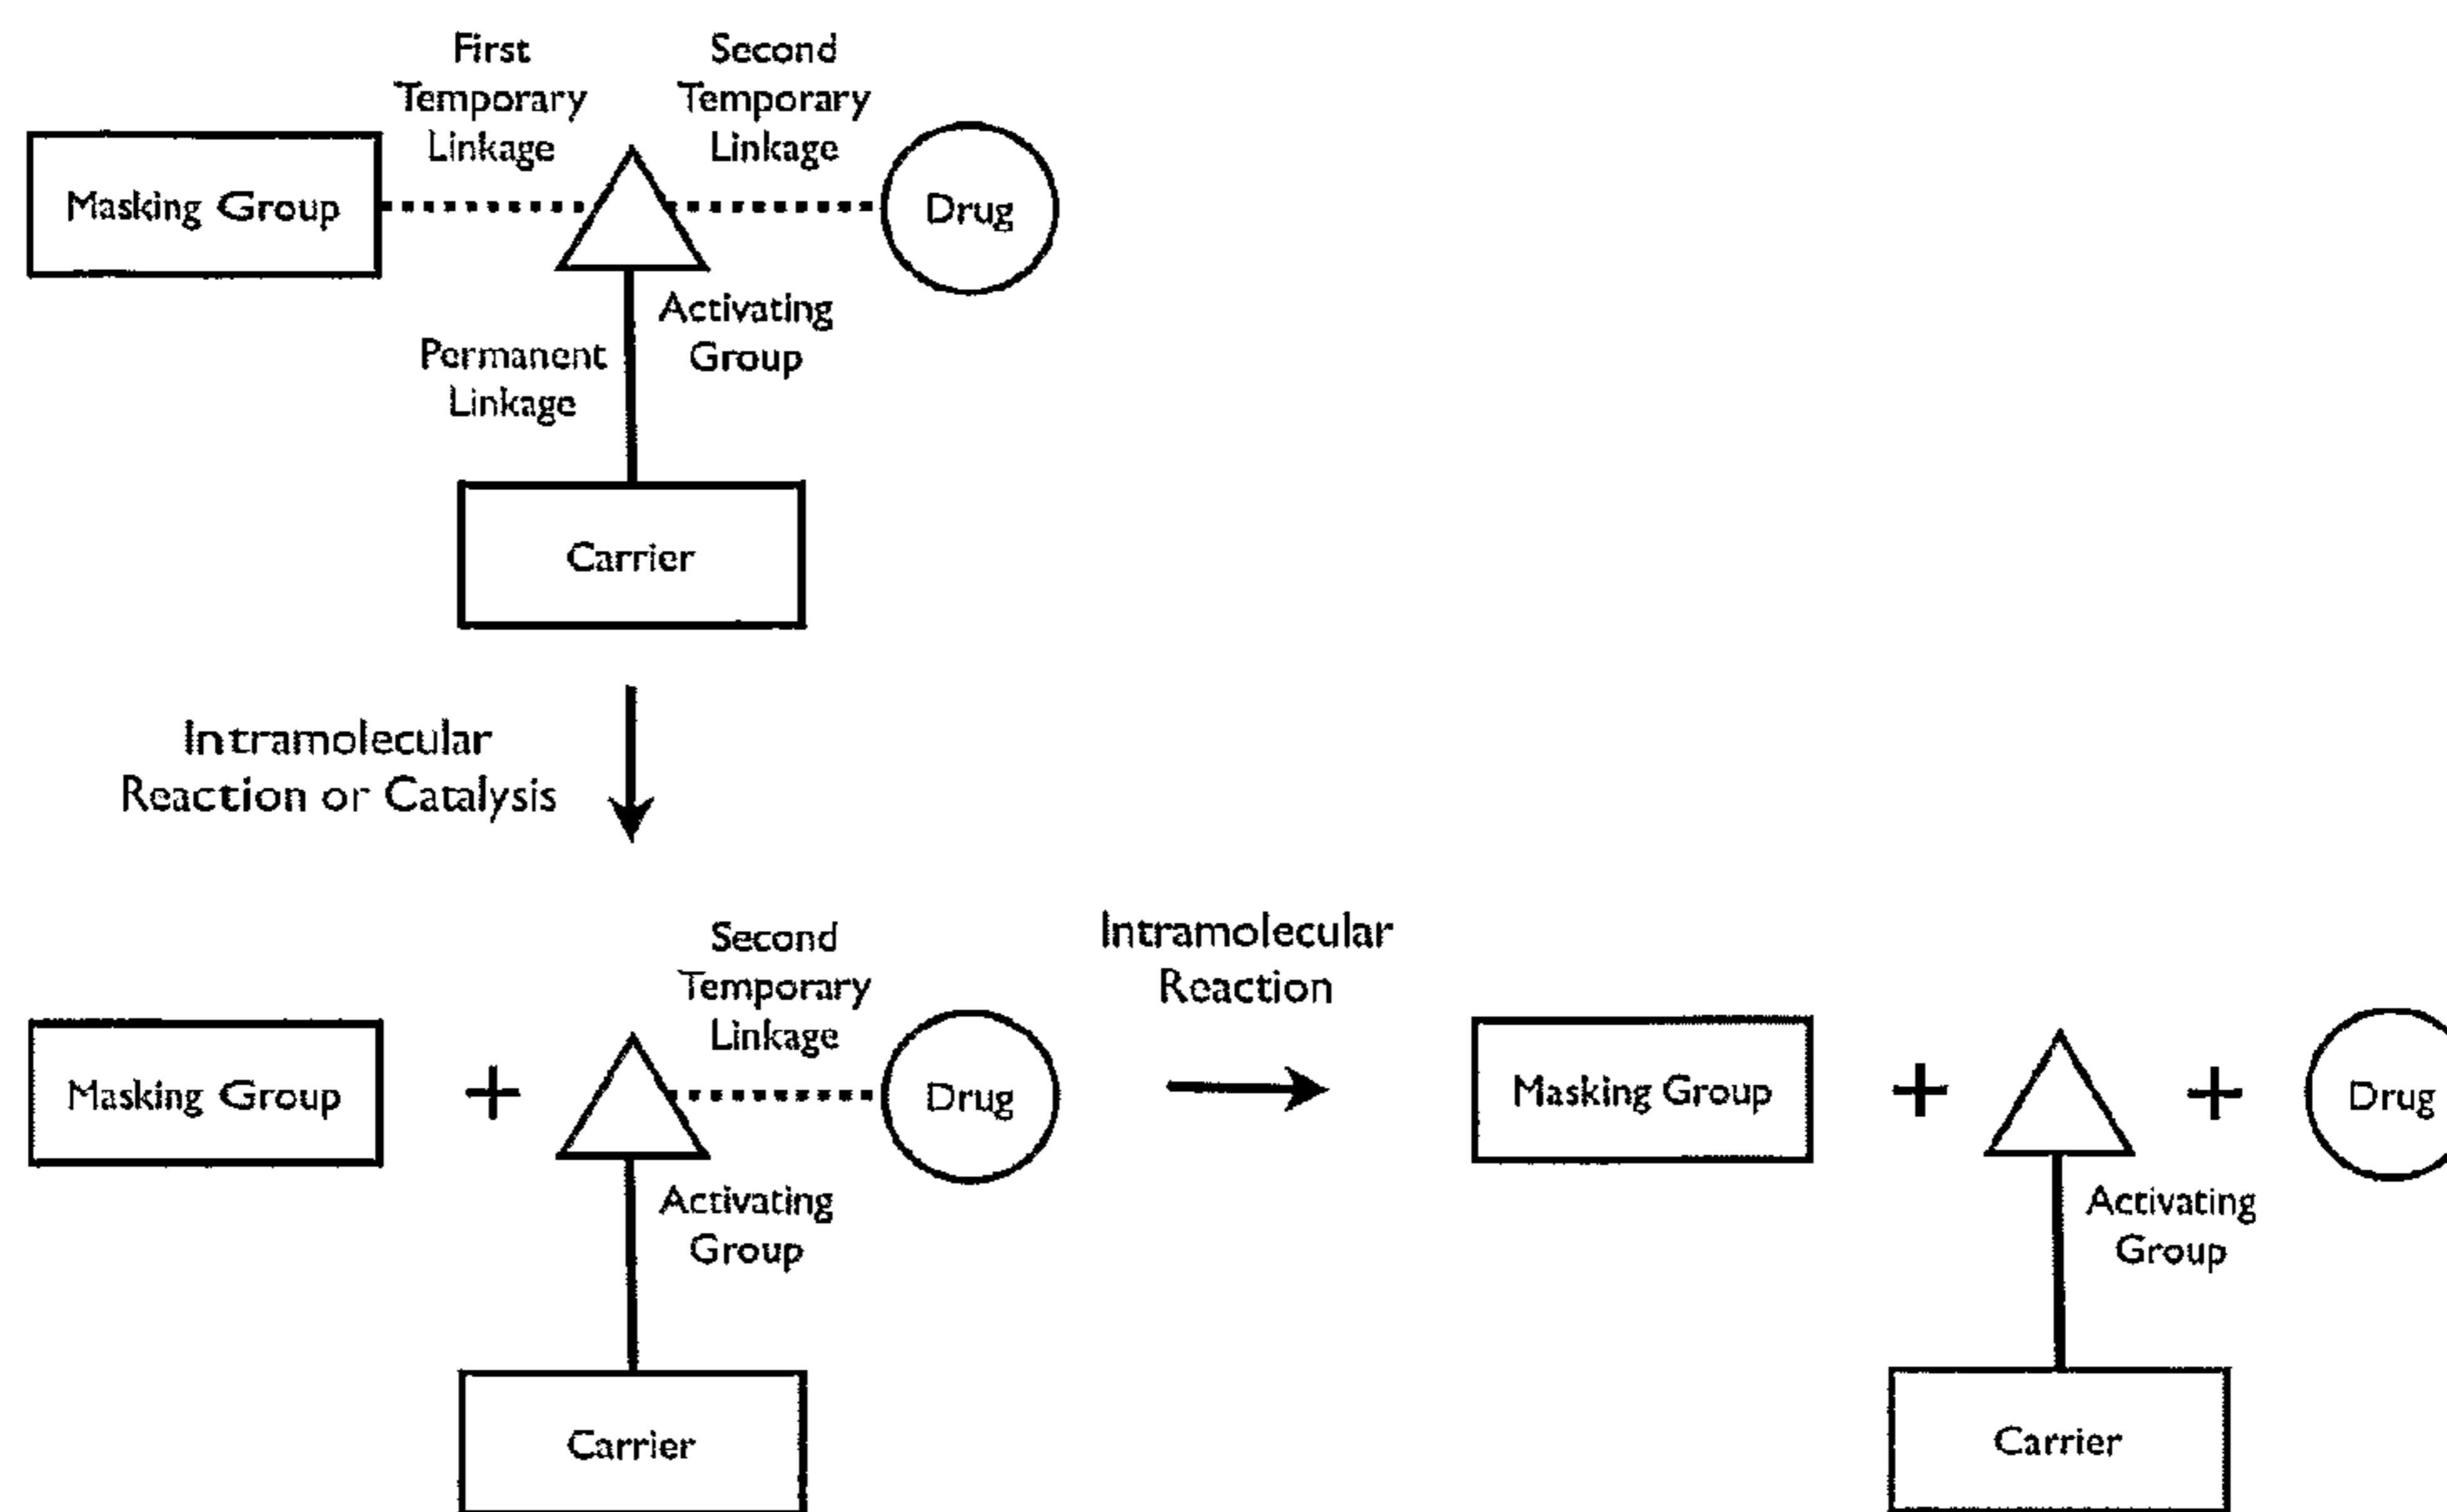 First
Temporary
Linkage
Second
Temporary
Linkage
Masking Group
Drug
Activating
Group
Permanent
Linkage
Carrier
Intramolecular
Reaction or Catalysis
Second
Temporary
Linkage
Intramolecular
Reaction
Masking Group
+
Drug
Masking Group
+
+
Drug
Activating
Group
Activating
Group
Carrier
Carrier